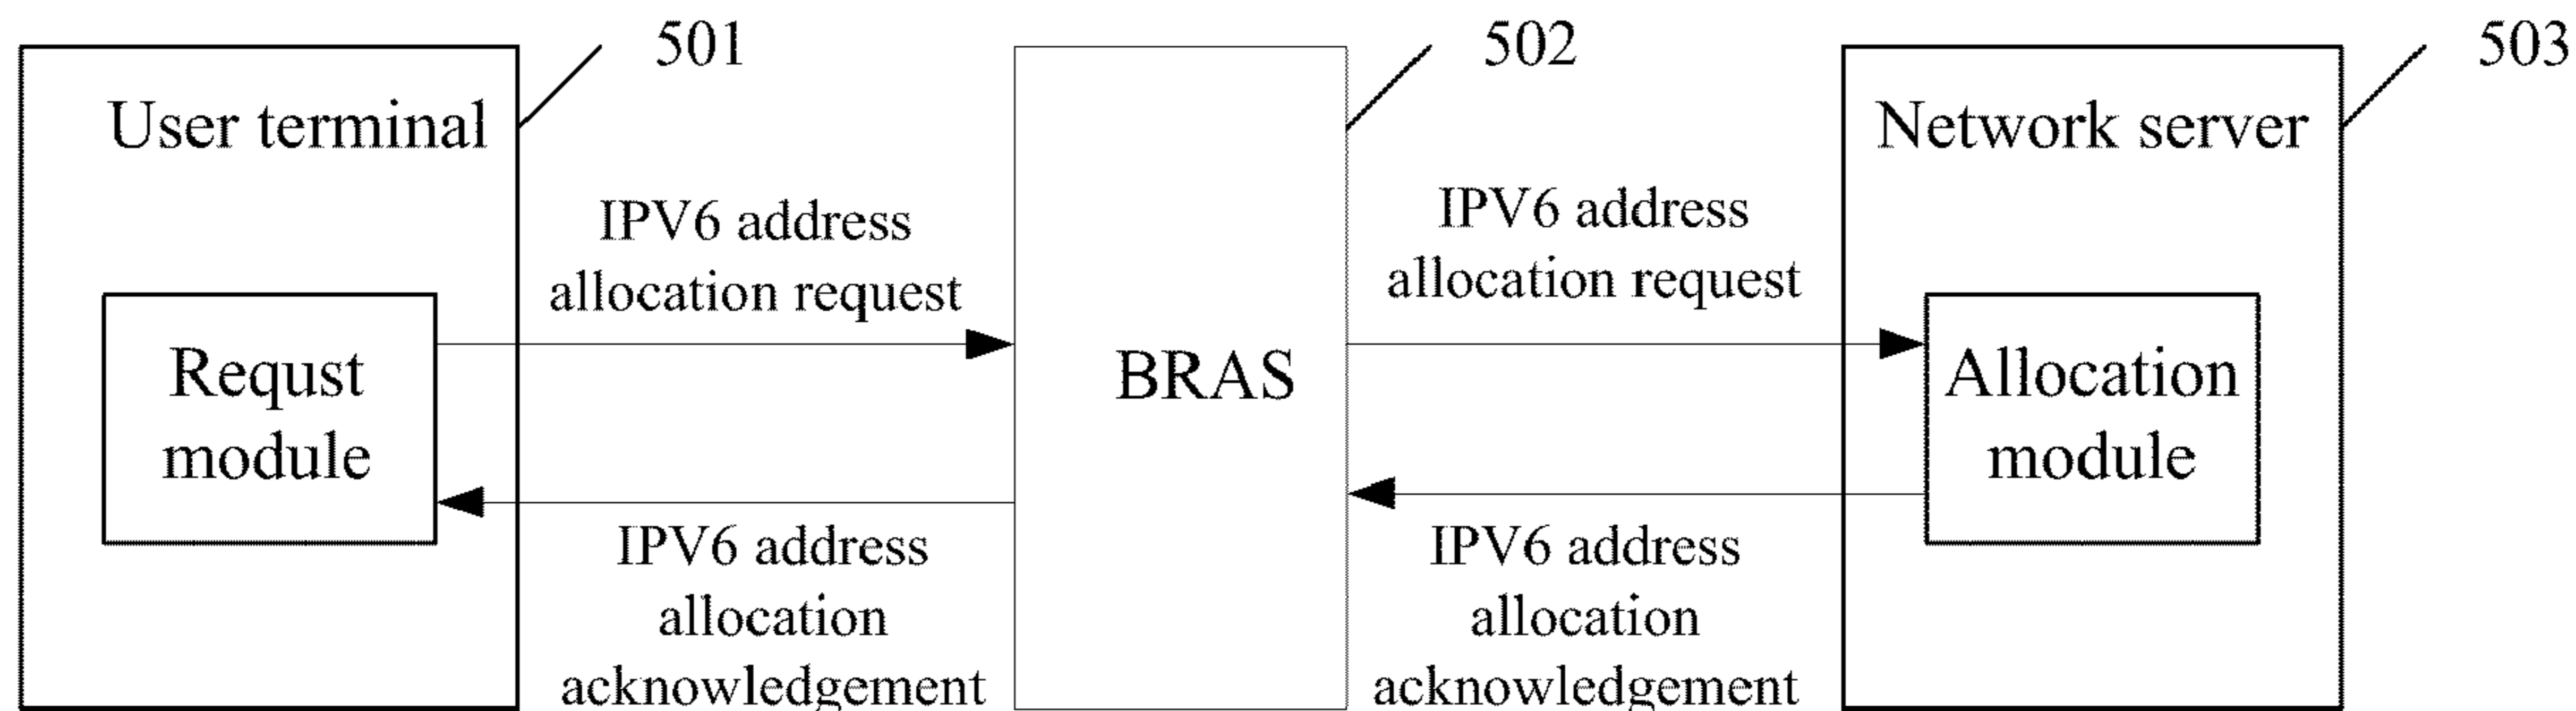 501
502
503
User terminal
Network server
IPV6 address
allocation request
IPV6 address
allocation request
Requst
module
BRAS
Allocation
module
IPV6 address
allocation
acknowledgement
IPV6 address
allocation
acknowledgement